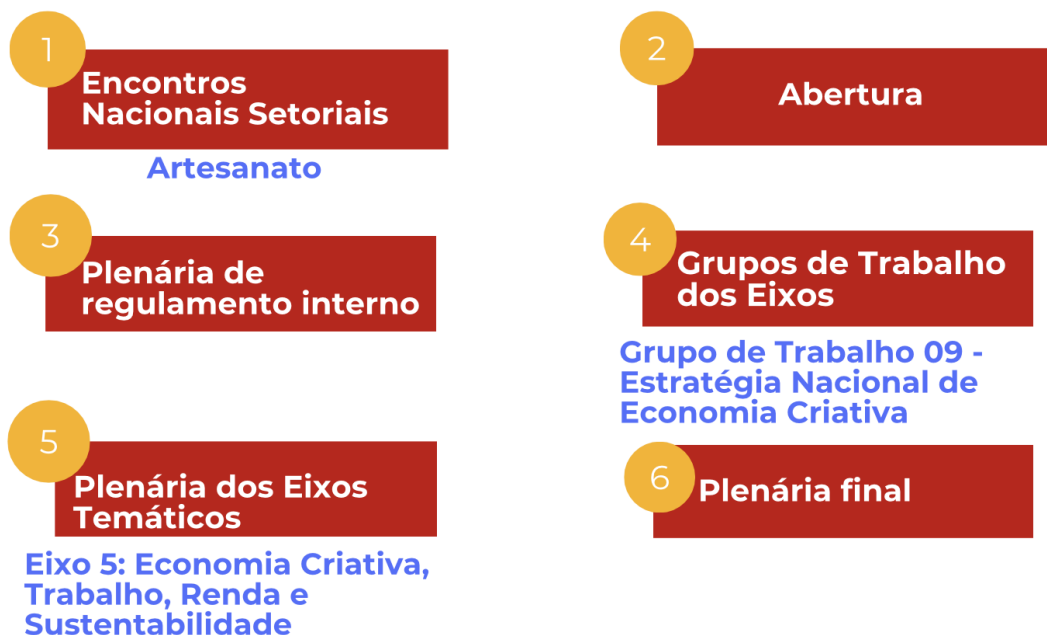 1
Encontros
Nacionais Setoriais
Artesanato
2
Abertura
3
Plenária de
regulamento interno
4
Grupos de Trabalho
dos Eixos
Grupo de Trabalho 09 -
Estratégia Nacional de
Economia Criativa
5
Plenária dos Eixos
Temáticos
Eixo 5: Economia Criativa,
Trabalho, Renda e
Sustentabilidade
6
Plenária final